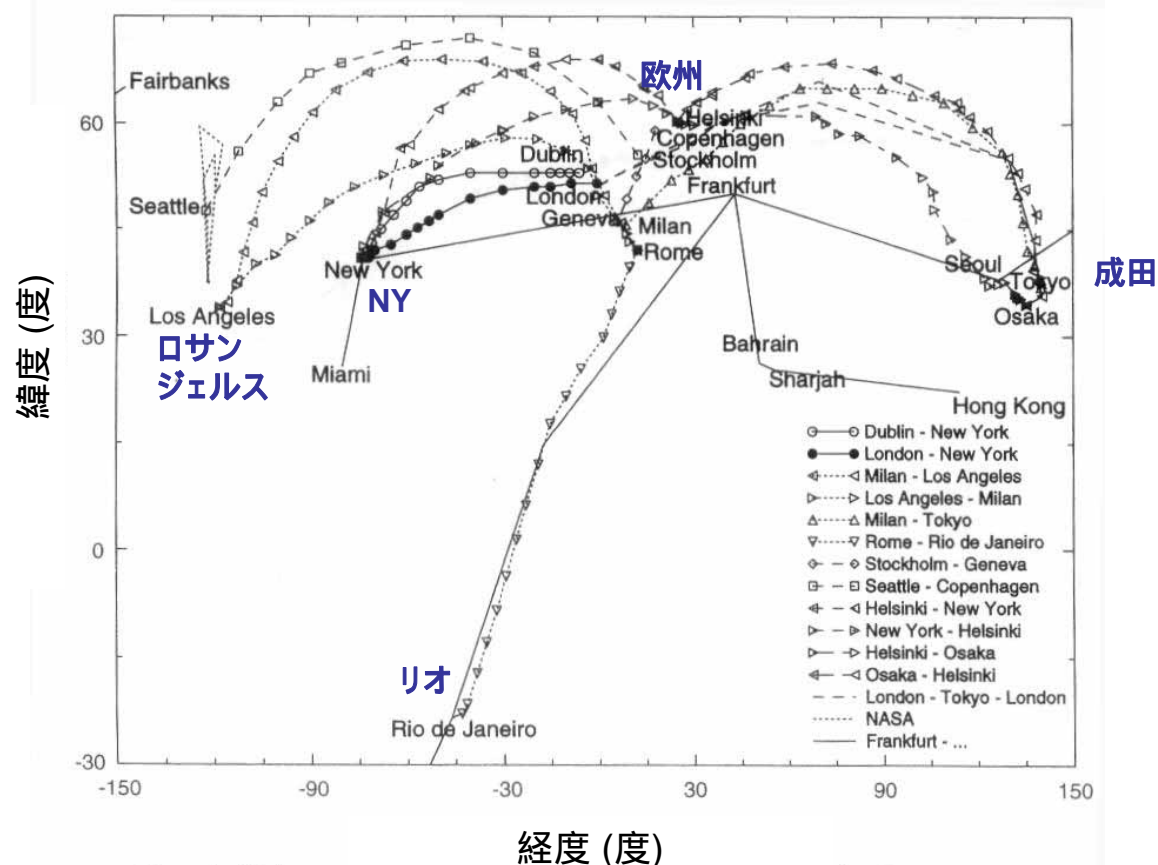 欧州
Fairbanks
60
Helsinki
Copenhagen
Dublin
Stockholm
Frankfurt
London
Seattle
Geneva
Milan
Rome
Seoul
Tokyo
成田
New York
NY
Los Angeles
Osaka
30
ロサン
ジェルス
Miami
Bahrain
Sharjah
Hong Kong
緯度 (度)
Dublin - New York
London - New York
Milan - Los Angeles
Los Angeles - Milan
Milan - Tokyo
Rome - Rio de Janeiro
Stockholm - Geneva
Seattle - Copenhagen
Helsinki - New York
New York - Helsinki
Helsinki - Osaka
Osaka - Helsinki
London - Tokyo - London
NASA
Frankfurt - ...
0
リオ
Rio de Janeiro
-30
-150
-90
-30
30
90
150
経度 (度)